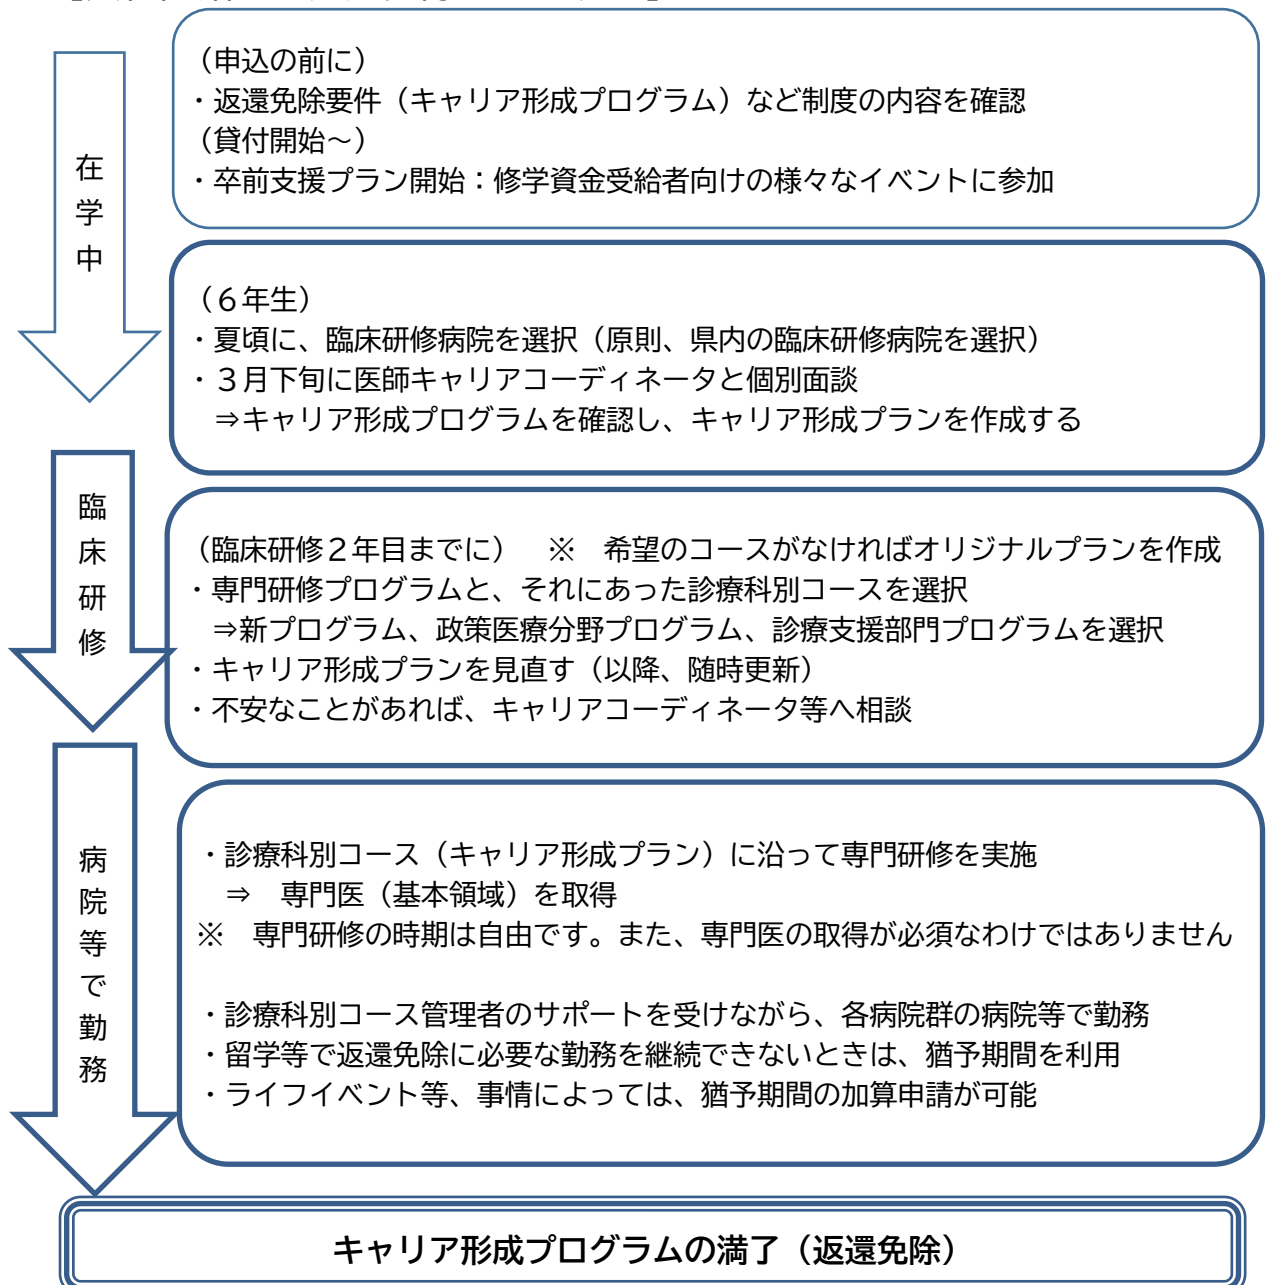 (申込の前に)
・返還免除要件(キャリア形成プログラム)など制度の内容を確認
(貸付開始~)
・卒前支援プラン開始:修学資金受給者向けの様々なイベントに参加
在学中
(6年生)
・夏頃に、臨床研修病院を選択(原則、県内の臨床研修病院を選択)
・3月下旬に医師キャリアコーディネータと個別面談
⇒キャリア形成プログラムを確認し、キャリア形成プランを作成する
臨床研修
(臨床研修2年目までに) ※ 希望のコースがなければオリジナルプランを作成
・専門研修プログラムと、それにあった診療科別コースを選択
⇒新プログラム、政策医療分野プログラム、診療支援部門プログラムを選択
・キャリア形成プランを見直す(以降、随時更新)
・不安なことがあれば、キャリアコーディネータ等へ相談
病院等で勤務
・診療科別コース(キャリア形成プラン)に沿って専門研修を実施
⇒ 専門医(基本領域)を取得
※ 専門研修の時期は自由です。また、専門医の取得が必須なわけではありません
・診療科別コース管理者のサポートを受けながら、各病院群の病院等で勤務
・留学等で返還免除に必要な勤務を継続できないときは、猶予期間を利用
・ライフイベント等、事情によっては、猶予期間の加算申請が可能
キャリア形成プログラムの満了(返還免除)